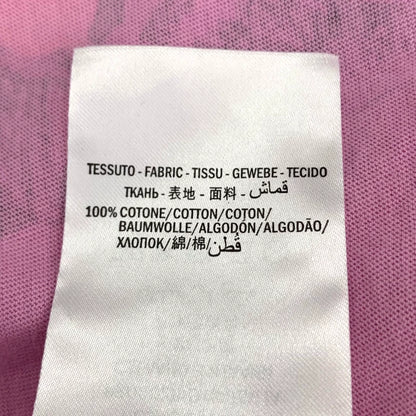 TESSUTO - FABRIC - TISSU - GEWEBE - TECIDO
ТКАНЬ - 表地 - 面料 - قماش
100% COTONE/COTTON/COTON/
BAUMWOLLE/ALGODÓN/ALGODÃO/
ХЛОПОК/綿/棉/قُطن